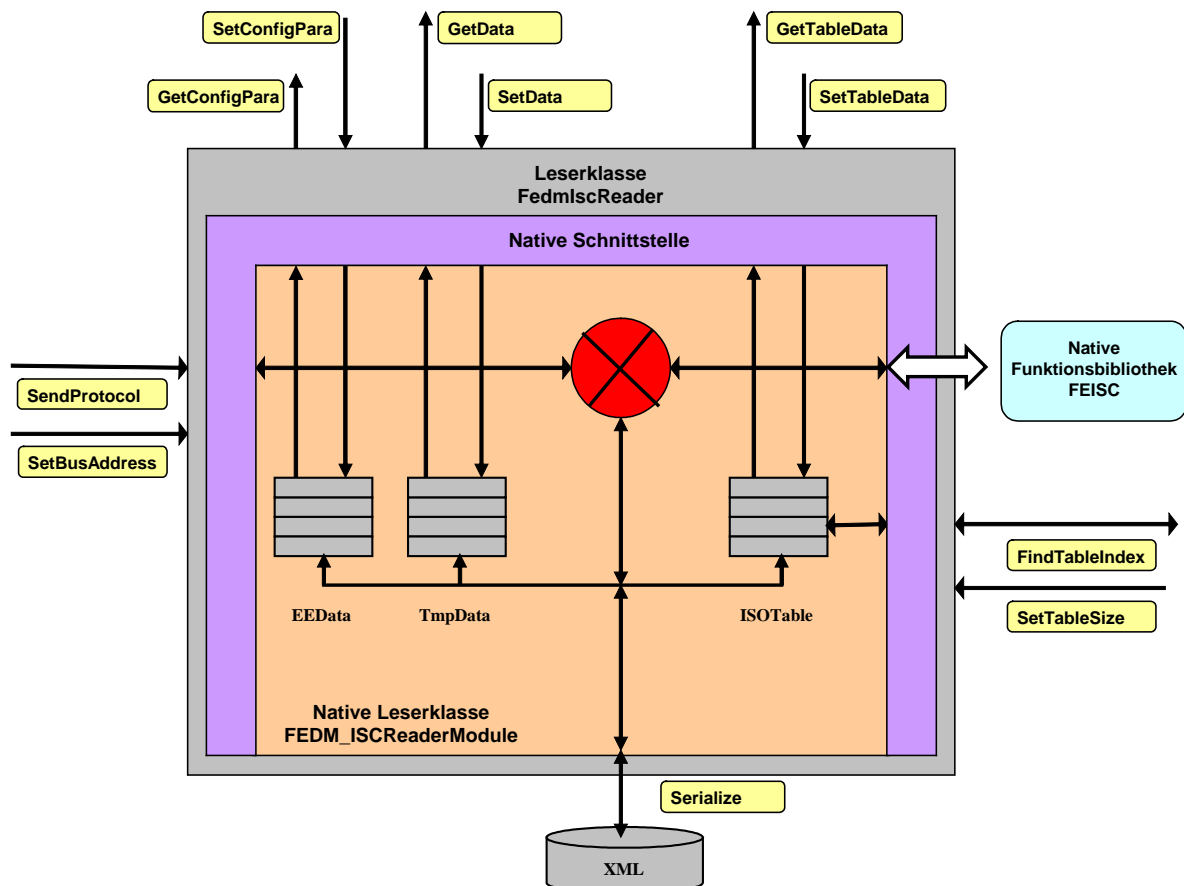 SetConfigPara
GetData
GetTableData
GetConfigPara
SetData
SetTableData
Leserklasse
FedmIscReader
Native Schnittstelle
Native
Funktionsbibliothek
FEISC
SendProtocol
SetBusAddress
FindTableIndex
EEData
TmpData
ISOTable
SetTableSize
Native Leserklasse
FEDM_ISCReaderModule
Serialize
XML